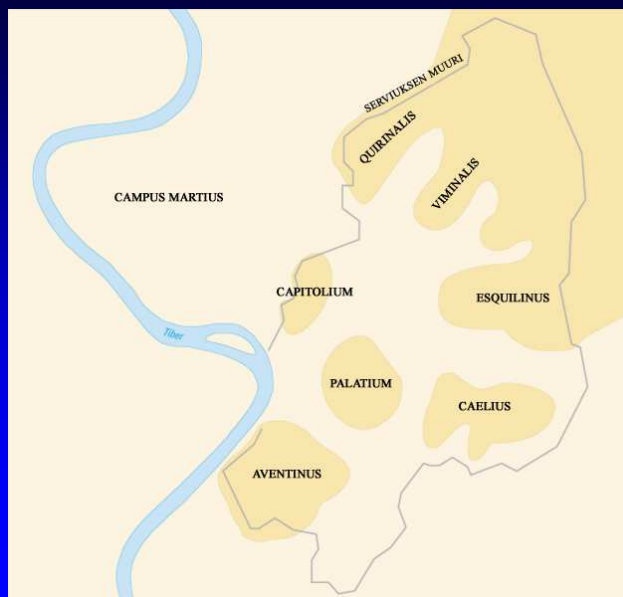 SERVIUKSEN MUURI
QUIRINALIS
VIMINALIS
CAMPUS MARTIUS
CAPITOLIUM
ESQUILINUS
Tiber
PALATIUM
CAELIUS
AVENTINUS